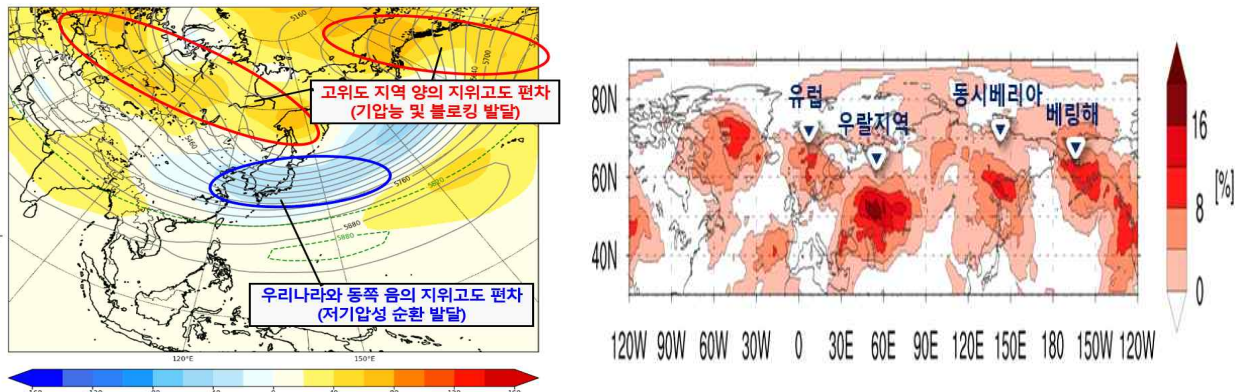 고위도 지역 양의 지위고도 편차
(기압능 및 블로킹 발달)
우리나라와 동쪽 음의 지위고도 편차
(저기압성 순환 발달)
5160
5700
5460
5760
5820
5880
5880
120°E
150°E
유럽
우랄지역
동시베리아
베링해
80N
60N
40N
120W 90W 60W 30W 0 30E 60E 90E 120E 150E 180 150W 120W
16
8
0
[%]